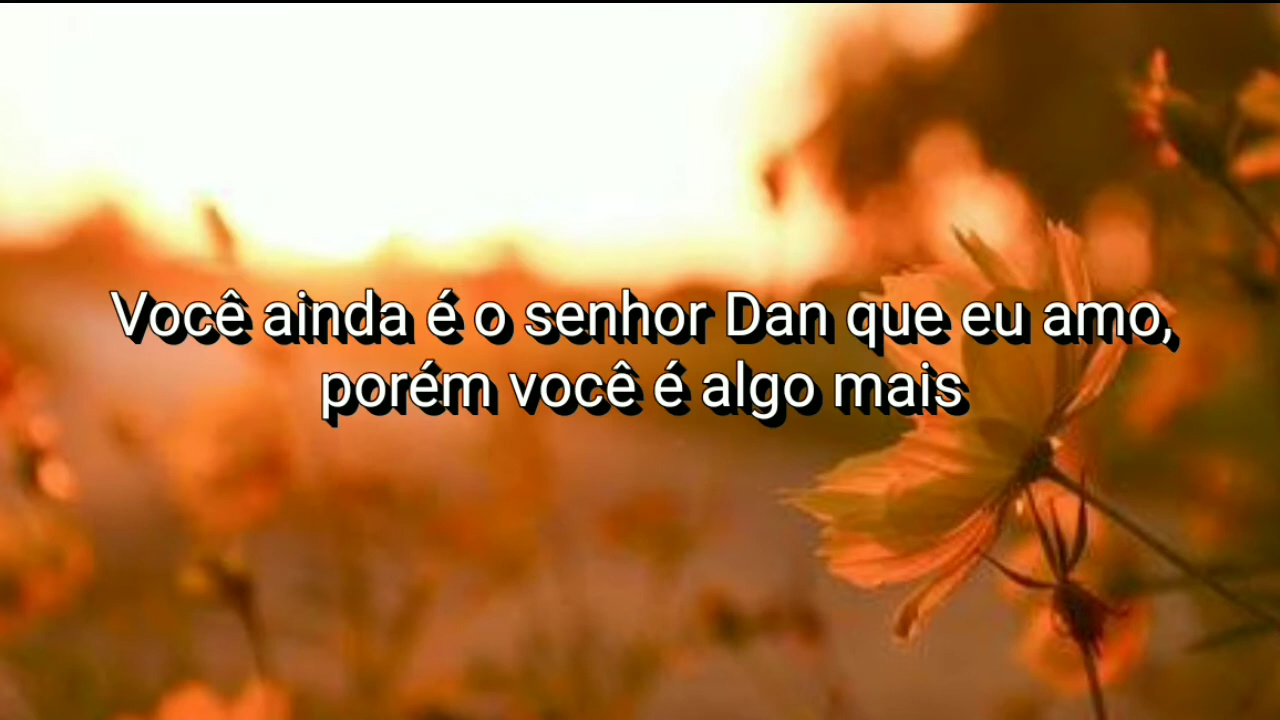 Você ainda é o senhor Dan que eu amo,
porém você é algo mais